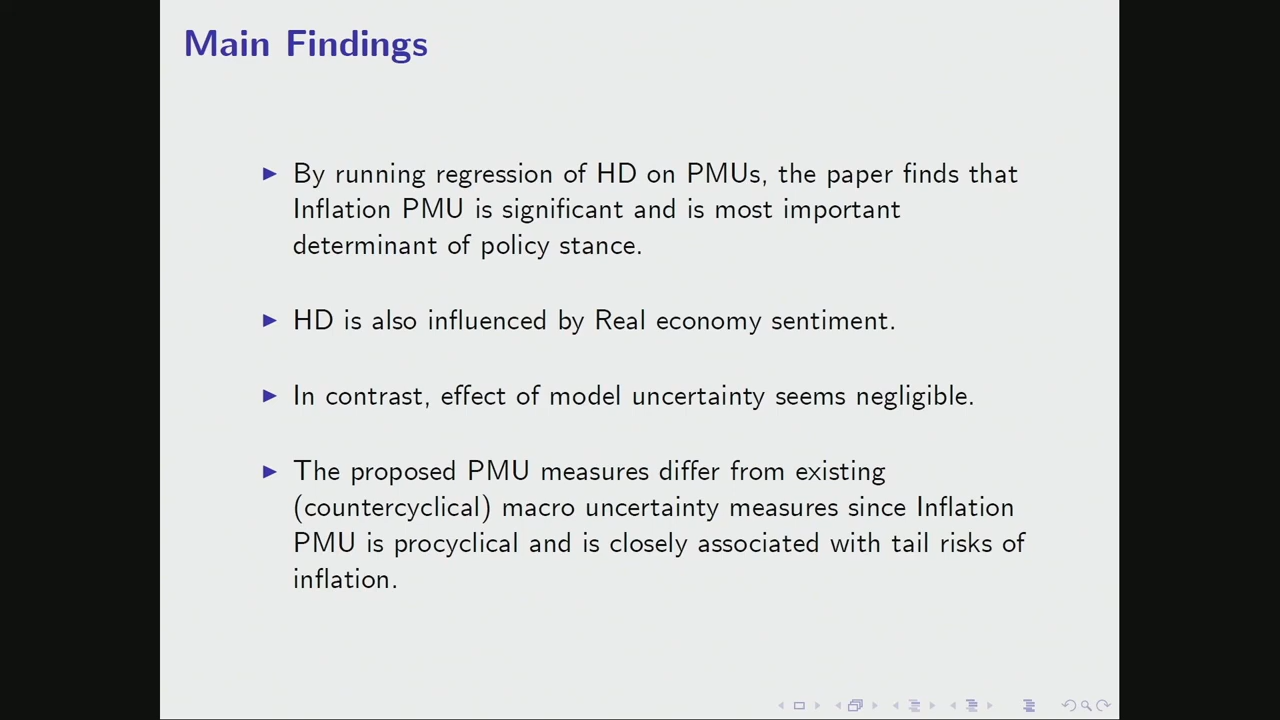 Main Findings
By running regression of HD on PMUs, the paper finds that
Inflation PMU is significant and is most important
determinant of policy stance.
HD is also influenced by Real economy sentiment.
In contrast, effect of model uncertainty seems negligible.
The proposed PMU measures differ from existing
(countercyclical) macro uncertainty measures since Inflation
PMU is procyclical and is closely associated with tail risks of
inflation.